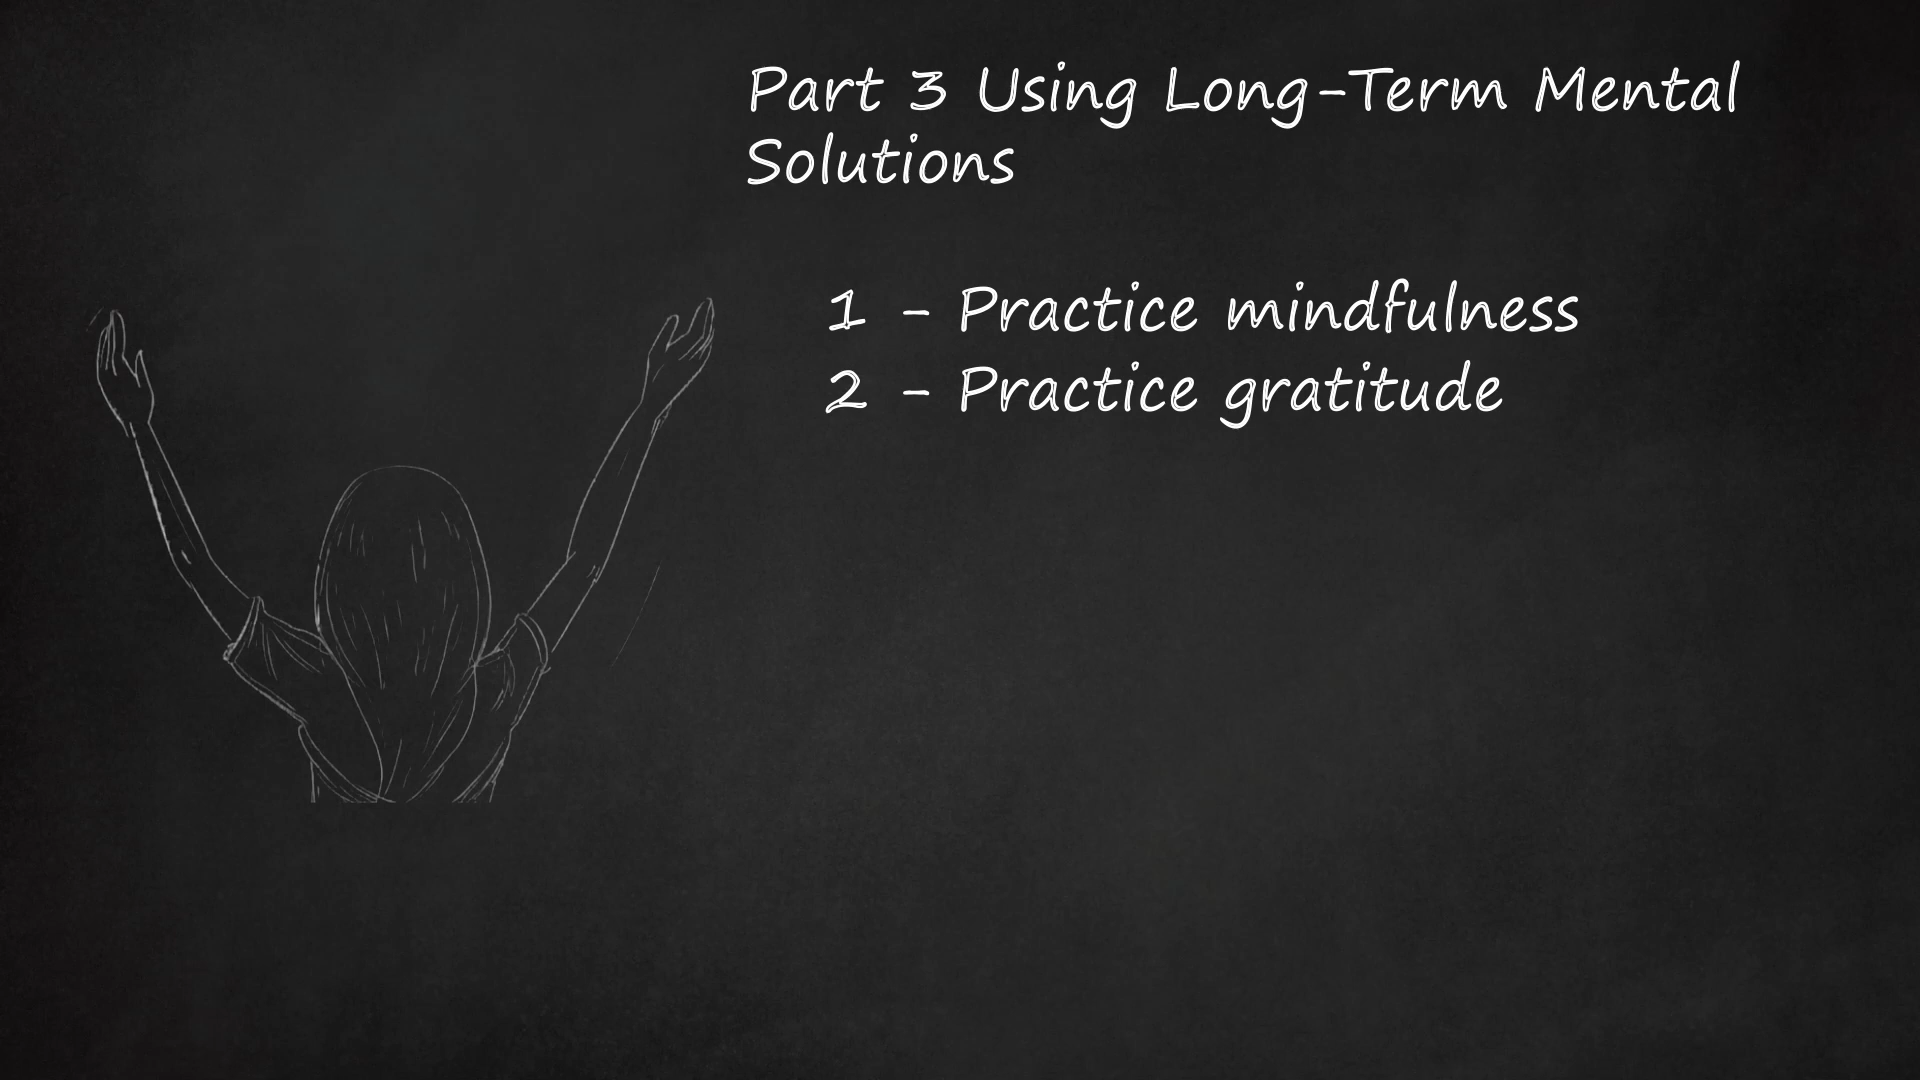 Part 3 Using Long-Term Mental
Solutions
1 - Practice mindfulness
2 - Practice gratitude